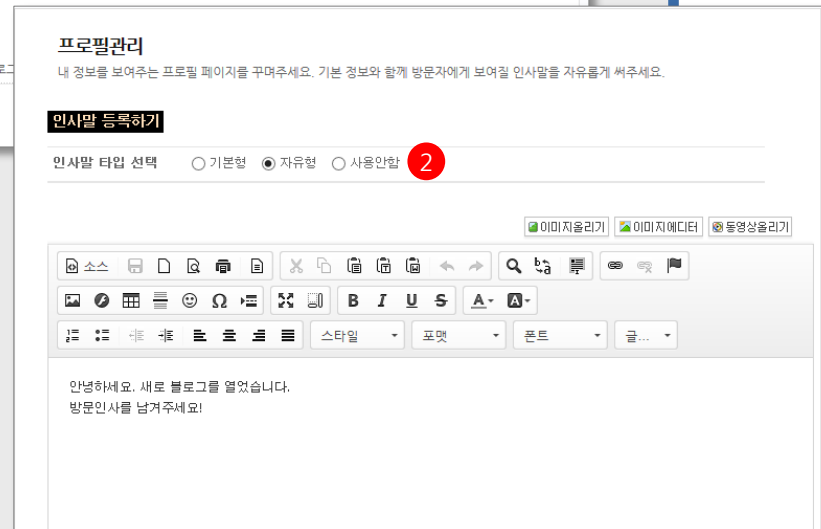 프로필관리
내 정보를 보여주는 프로필 페이지를 꾸며주세요. 기본 정보와 함께 방문자에게 보여질 인사말을 자유롭게 써주세요.
인사말 등록하기
인사말 타입 선택 기본형 자유형 사용안함 2
이미지올리기 이미지에디터 동영상올리기
소스
B I U S A A
스타일 포맷 폰트 글...
안녕하세요. 새로 블로그를 열었습니다.
방문인사를 남겨주세요!